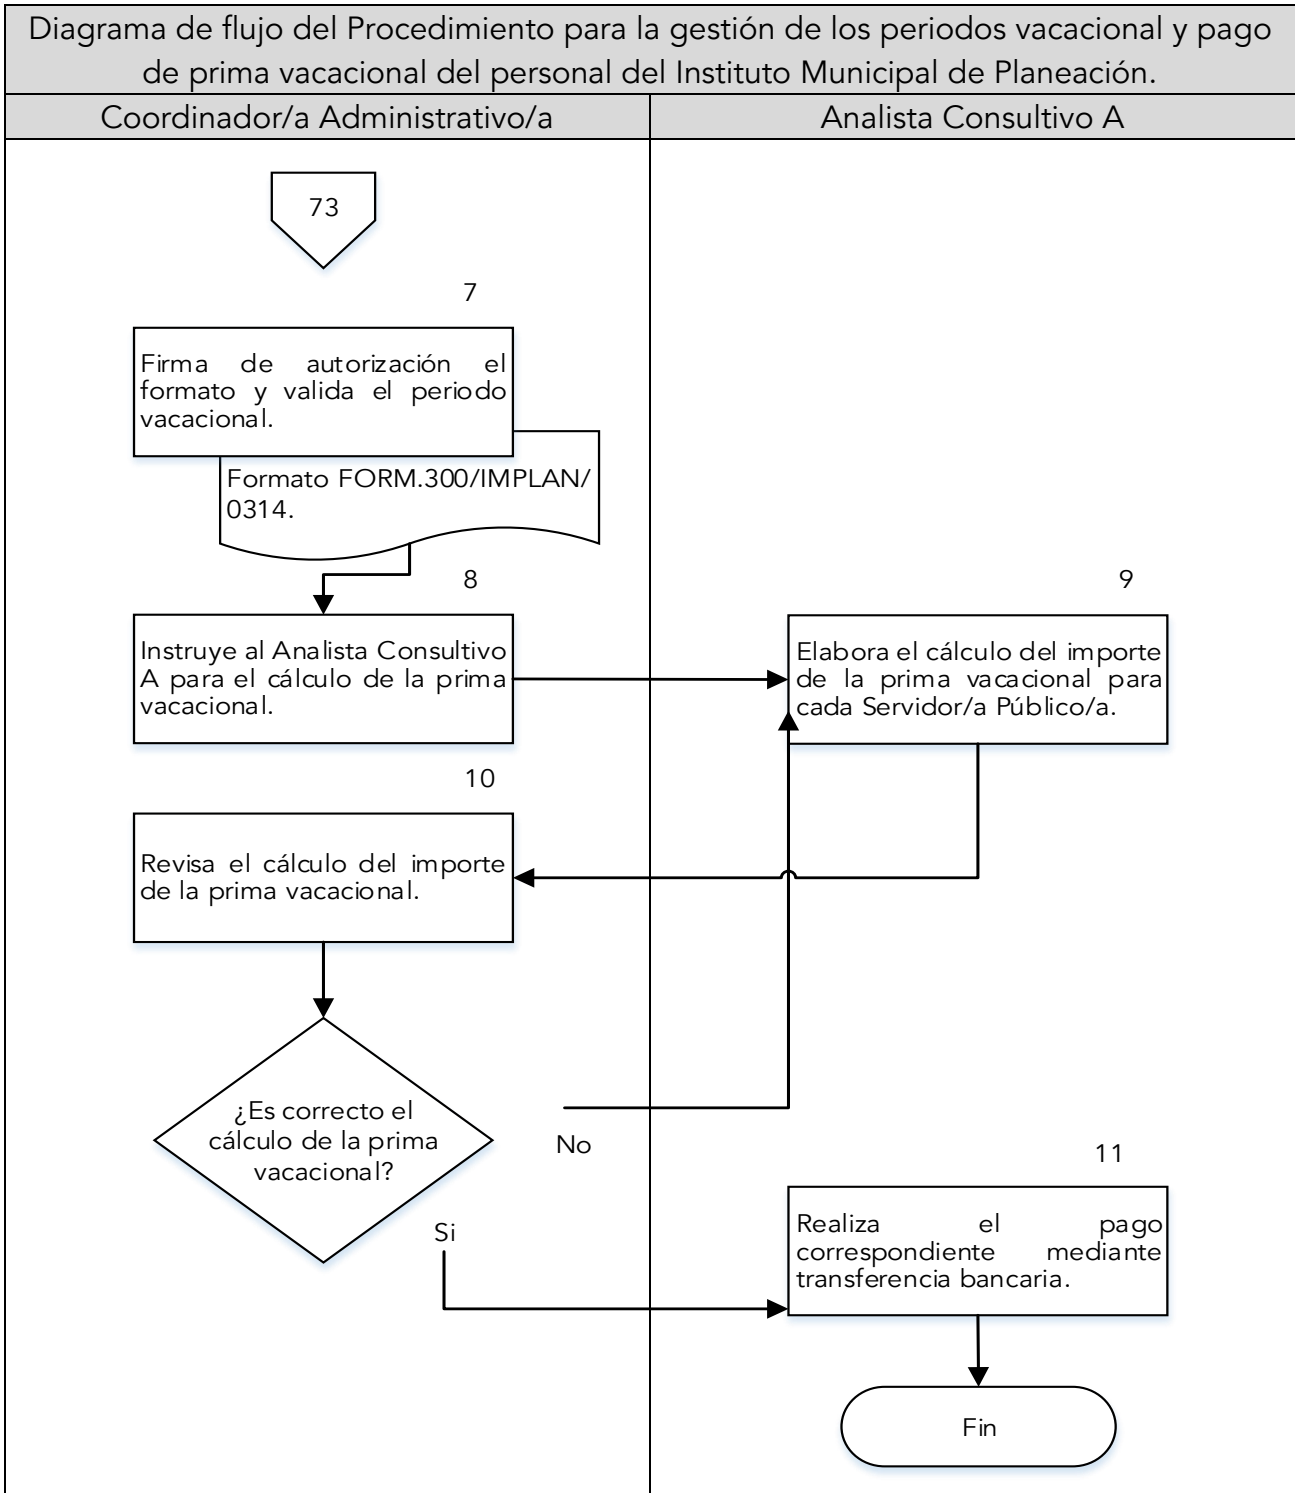 Diagrama de flujo del Procedimiento para la gestión de los periodos vacacional y pago
de prima vacacional del personal del Instituto Municipal de Planeación.
Coordinador/a Administrativo/a
Analista Consultivo A
73
7
Firma de autorización el
formato y valida el periodo
vacacional.
Formato FORM.300/IMPLAN/
0314.
8
Instruye al Analista Consultivo
A para el cálculo de la prima
vacacional.
9
Elabora el cálculo del importe
de la prima vacacional para
cada Servidor/a Público/a.
10
Revisa el cálculo del importe
de la prima vacacional.
¿Es correcto el
cálculo de la prima
vacacional?
No
Si
11
Realiza el pago
correspondiente mediante
transferencia bancaria.
Fin